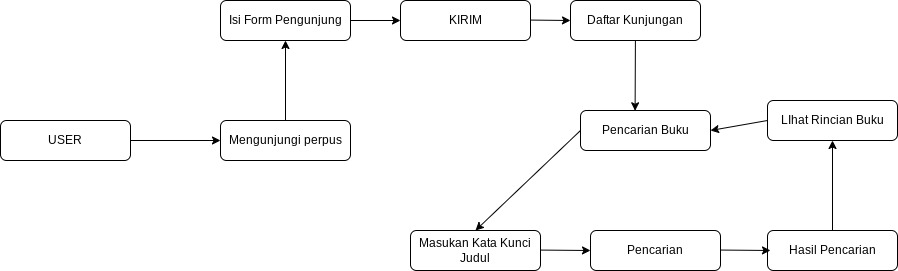 Isi Form Pengunjung
KIRIM
Daftar Kunjungan
USER
Mengunjungi perpus
Pencarian Buku
LIhat Rincian Buku
Masukan Kata Kunci
Judul
Pencarian
Hasil Pencarian